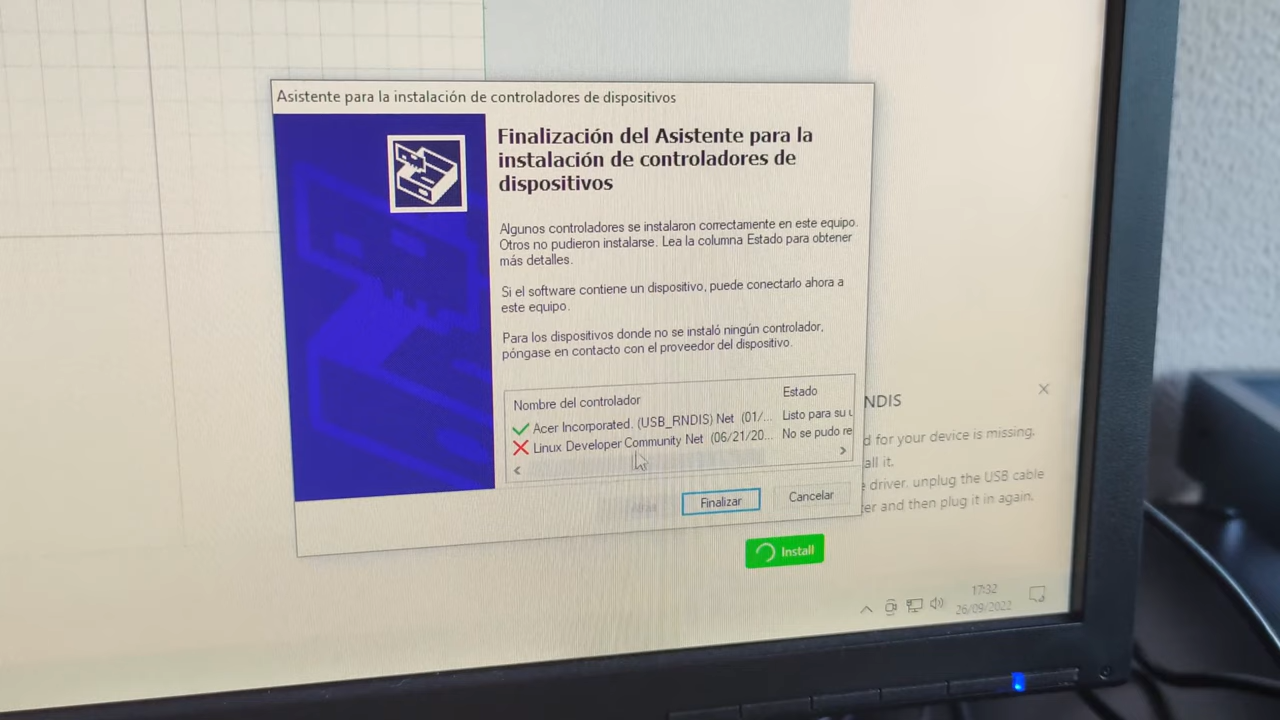 Asistente para la instalación de controladores de dispositivos
Finalización del Asistente para la
instalación de controladores de
dispositivos
Algunos controladores se instalaron correctamente en este equipo.
Otros no pudieron instalarse. Lea la columna Estado para obtener
más detalles.
Si el software contiene un dispositivo, puede conectarlo ahora a
este equipo.
Para los dispositivos donde no se instaló ningún controlador,
póngase en contacto con el proveedor del dispositivo.
Nombre del controlador Estado
Acer Incorporated. (USB_RNDIS) Net (01/... Listo para su u
Linux Developer Community Net (06/21/20... No se pudo re
Finalizar Cancelar
NDIS
d for your device is missing,
all it.
driver, unplug the USB cable
er and then plug it in again.
Install
17:32
26/09/2022